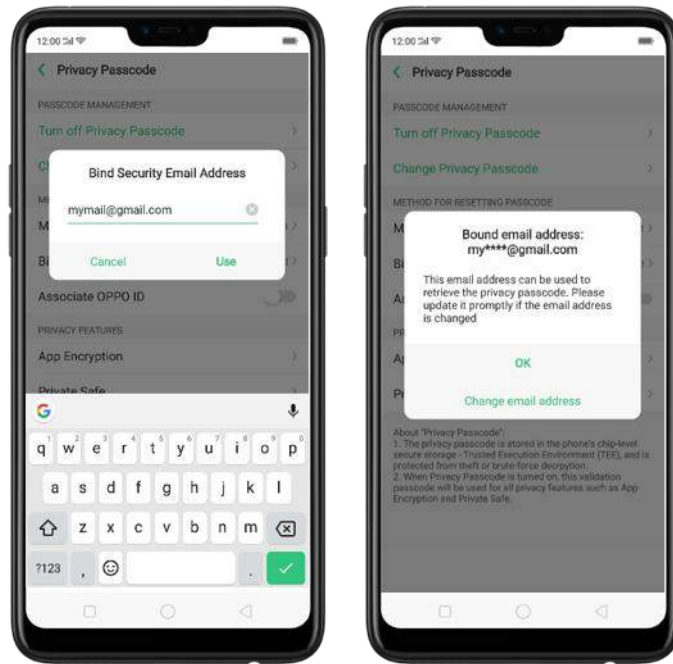 12:00
Privacy Passcode
PASSCODE MANAGEMENT
Turn off Privacy Passcode
Bind Security Email Address
mymail@gmail.com
Cancel Use
Associate OPPO ID
PRIVACY FEATURES
App Encryption
Private Safe
q w e r t y u i o p
a s d f g h j k l
z x c v b n m
?123 , .
12:00
Privacy Passcode
PASSCODE MANAGEMENT
Turn off Privacy Passcode
Change Privacy Passcode
METHOD FOR RESETTING PASSCODE
Bound email address:
my****@gmail.com
This email address can be used to
retrieve the privacy passcode. Please
update it promptly if the email address
is changed
OK
Change email address
About "Privacy Passcode":
1. The privacy passcode is stored in the phone's chip-level
secure storage - Trusted Execution Environment (TEE), and is
protected from theft or brute-force decrpytion.
2. When Privacy Passcode is turned on, this validation
passcode will be used for all privacy features such as App
Encryption and Private Safe.